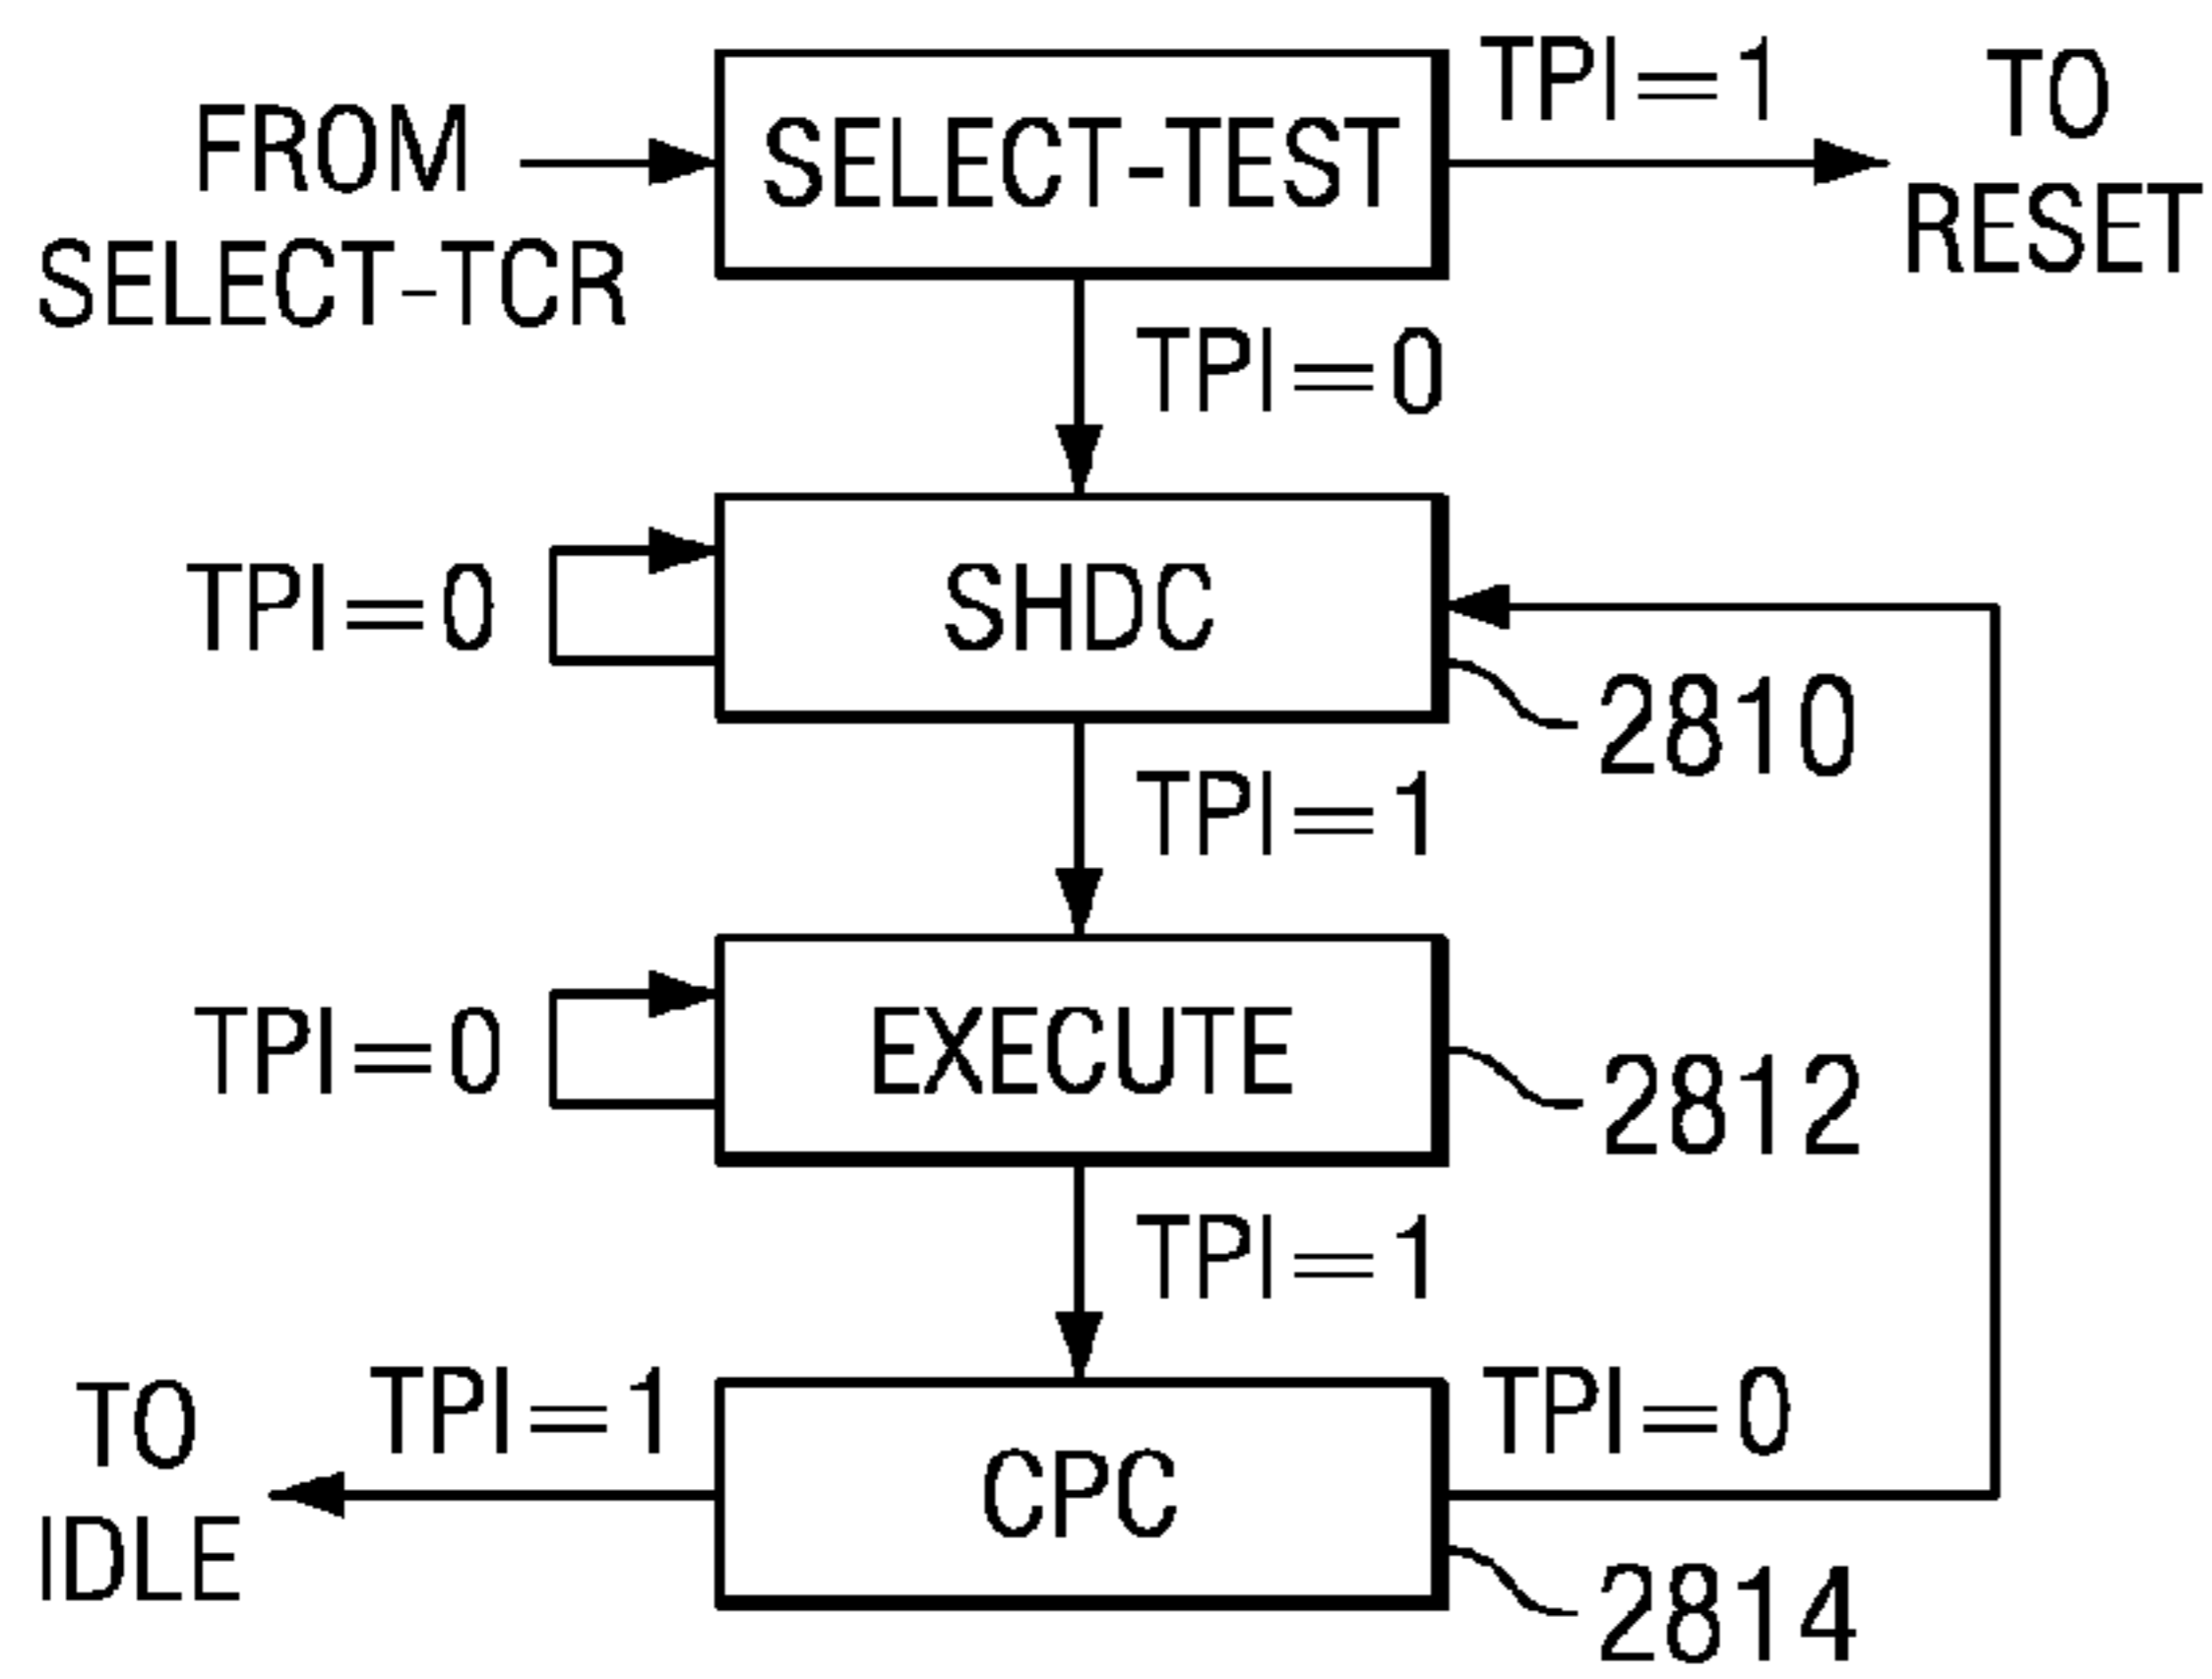 FROM
SELECT-TCR
SELECT-TEST
TPI=1
TO
RESET
TPI=0
TPI=0
SHDC
2810
TPI=1
TPI=0
EXECUTE
2812
TPI=1
TO
IDLE
TPI=1
CPC
TPI=0
2814